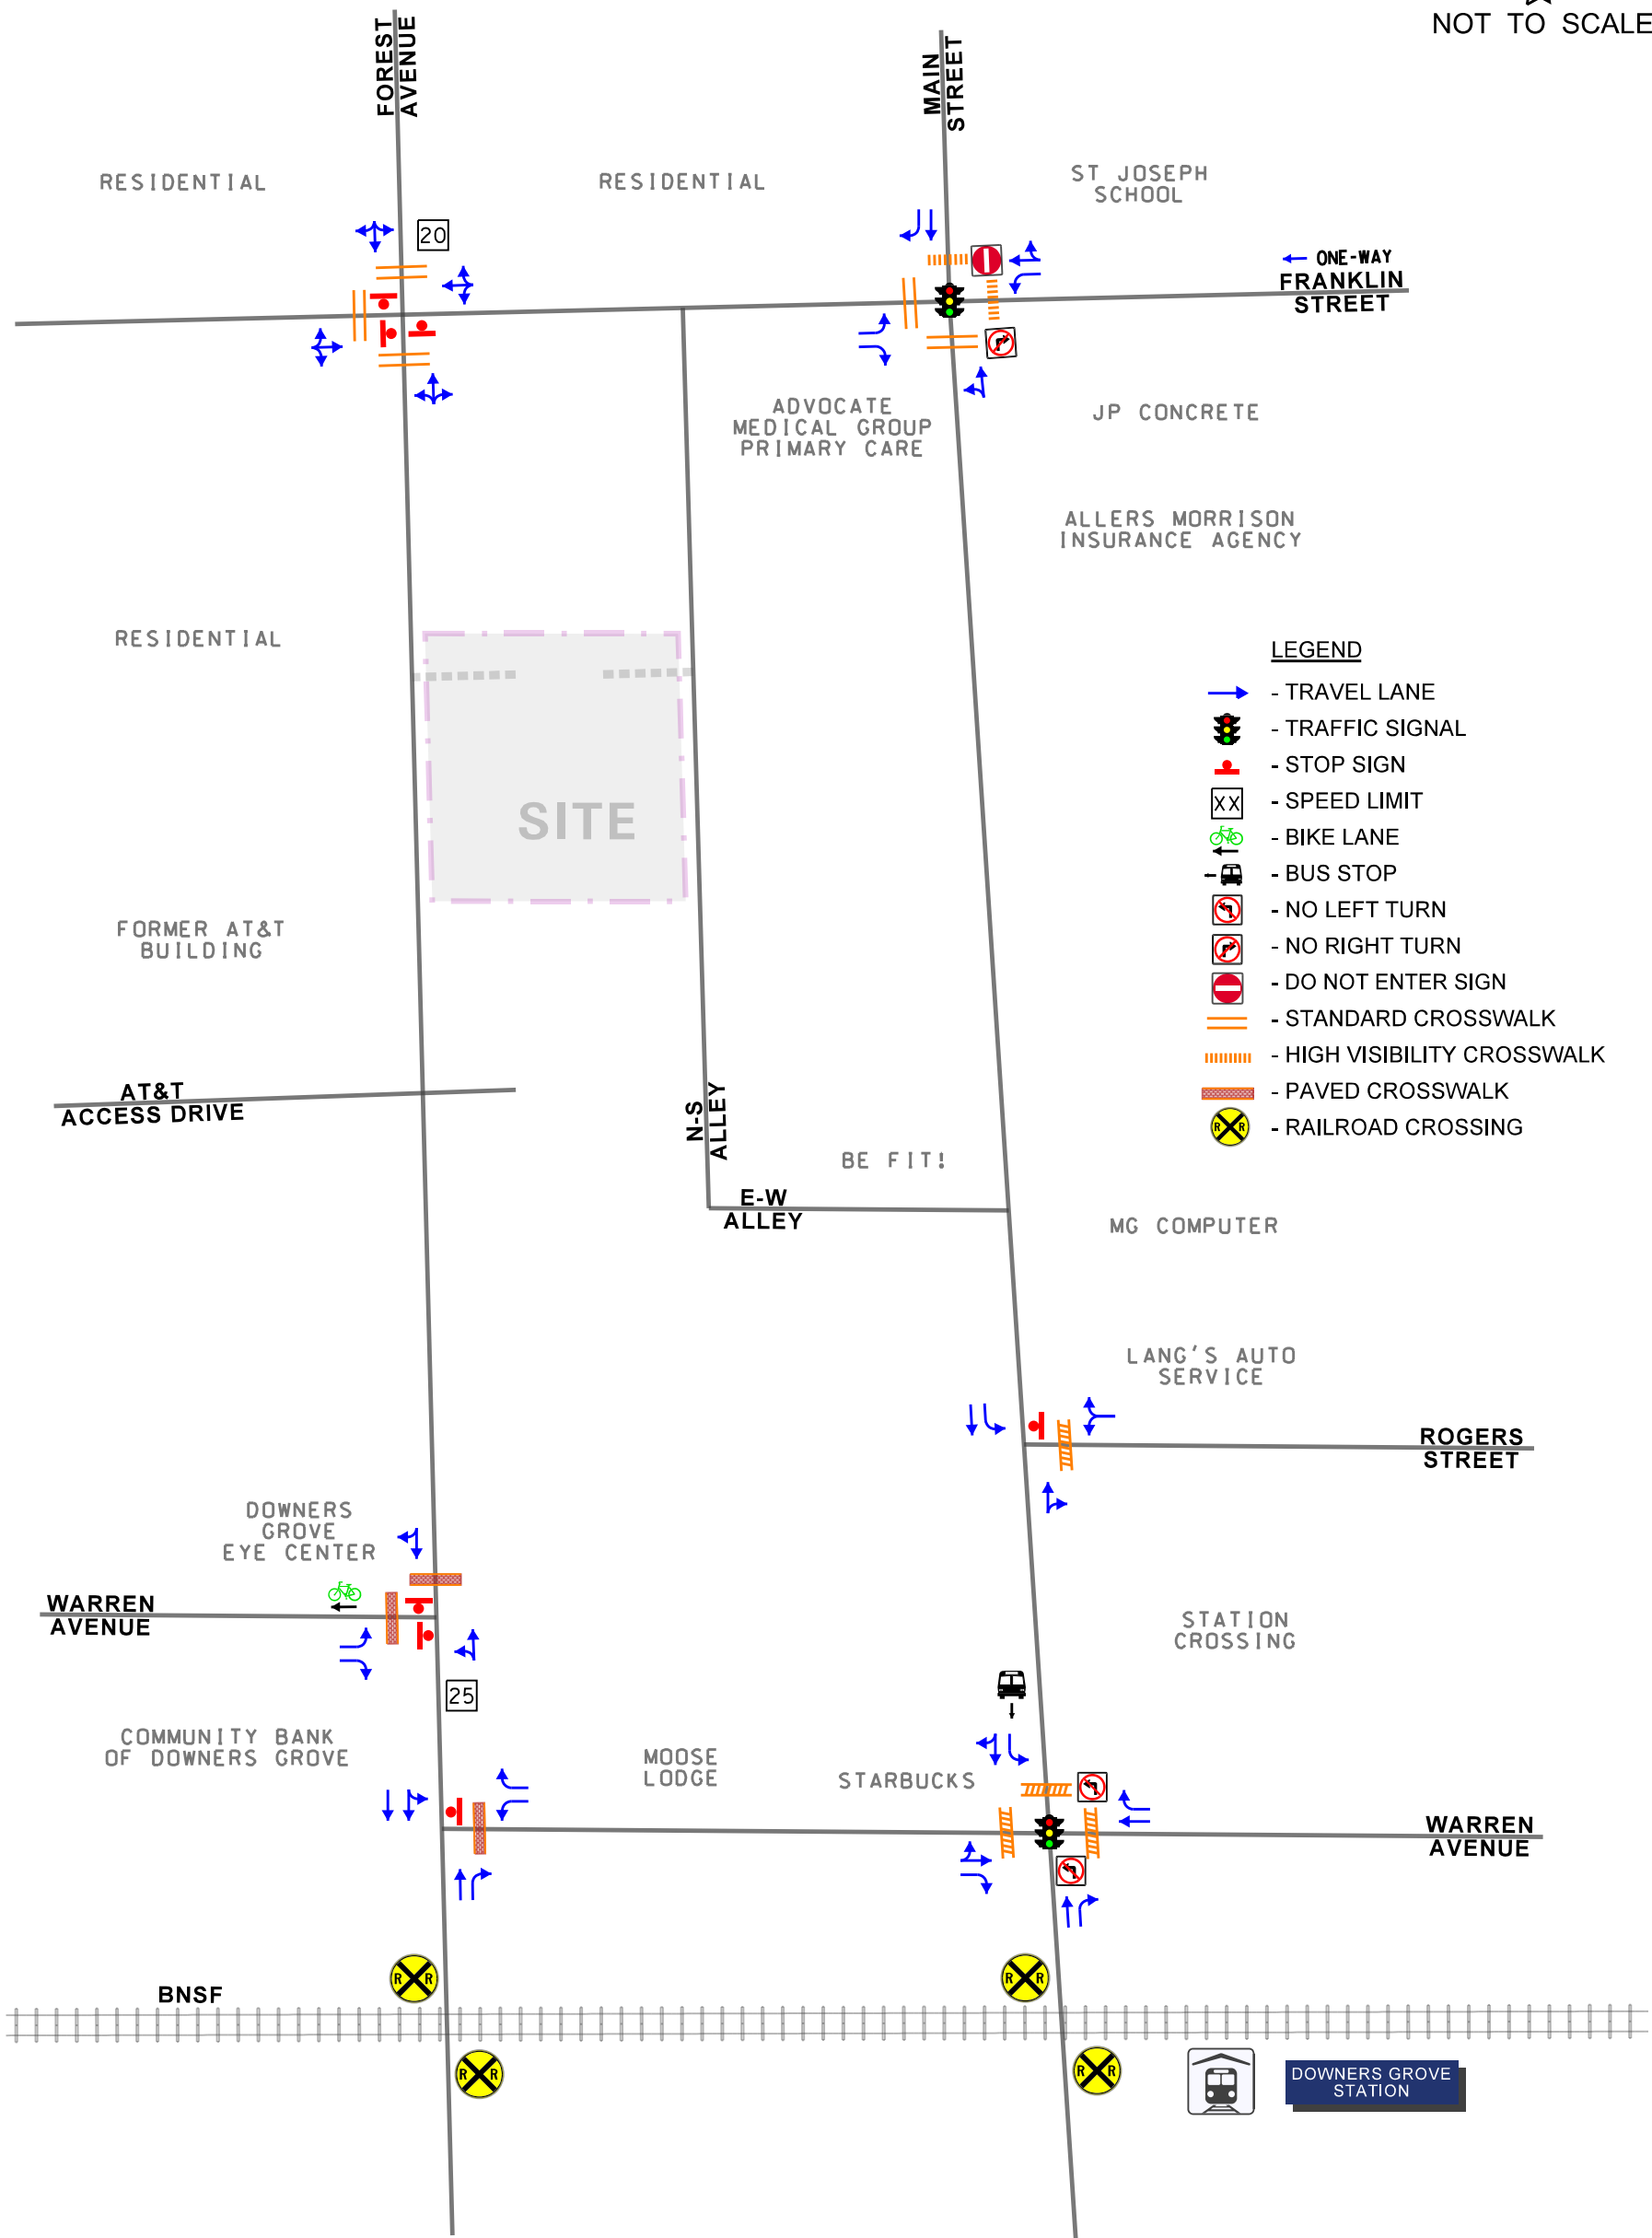 NOT TO SCALE
FOREST
AVENUE
MAIN
STREET
RESIDENTIAL
RESIDENTIAL
ST JOSEPH
SCHOOL
20
ONE-WAY
FRANKLIN
STREET
ADVOCATE
MEDICAL GROUP
PRIMARY CARE
JP CONCRETE
ALLERS MORRISON
INSURANCE AGENCY
RESIDENTIAL
SITE
LEGEND
- TRAVEL LANE
- TRAFFIC SIGNAL
- STOP SIGN
XX - SPEED LIMIT
- BIKE LANE
- BUS STOP
- NO LEFT TURN
- NO RIGHT TURN
- DO NOT ENTER SIGN
- STANDARD CROSSWALK
- HIGH VISIBILITY CROSSWALK
- PAVED CROSSWALK
R R - RAILROAD CROSSING
FORMER AT&T
BUILDING
AT&T
ACCESS DRIVE
N-S
ALLEY
BE FIT!
E-W
ALLEY
MG COMPUTER
LANG'S AUTO
SERVICE
ROGERS
STREET
DOWNERS
GROVE
EYE CENTER
WARREN
AVENUE
STATION
CROSSING
25
COMMUNITY BANK
OF DOWNERS GROVE
MOOSE
LODGE
STARBUCKS
WARREN
AVENUE
R R
R R
BNSF
R R
R R
DOWNERS GROVE
STATION